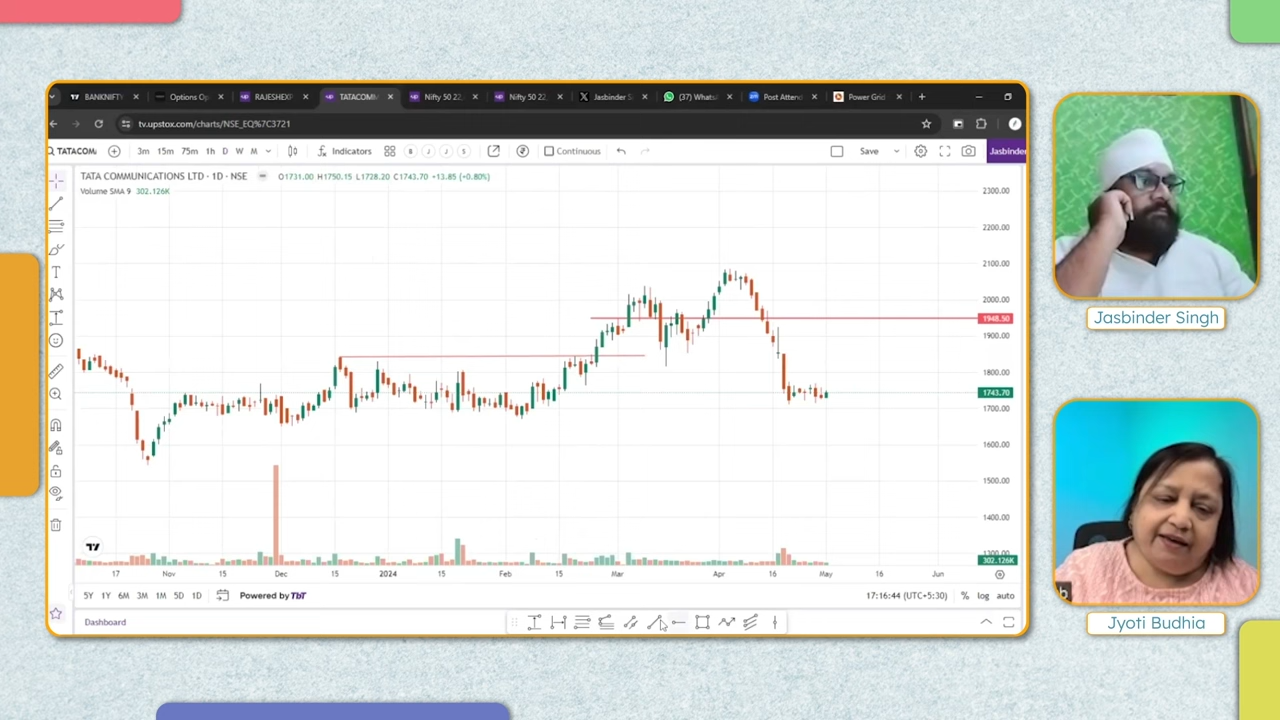 BANKNIFTY
Options Op
RAJESHEX
TATACOMM
Nifty 50 22.
Nifty 50 22.
Jasbinder S
(37) Whats
Post Attend
Power Grid
tv.upstox.com/charts/NSE_EQ%7C3721
TATACOM
3m 15m 75m 1h D W M
Indicators
Continuous
Save
Jasbinder
TATA COMMUNICATIONS LTD · 1D · NSE
O1731.00 H1750.15 L1728.20 C1743.70 +13.85 (+0.80%)
Volume SMA 9 302.126K
2300.00
2200.00
2100.00
2000.00
1948.50
1900.00
1800.00
1743.70
1700.00
1600.00
1500.00
1400.00
1300.00
302.126K
17 Nov 15 Dec 15 2024 15 Feb 15 Mar Apr 16 May 16 Jun
5Y 1Y 6M 3M 1M 5D 1D
Powered by TbT
17:16:44 (UTC+5:30)
% log auto
Dashboard
Jasbinder Singh
Jyoti Budhia